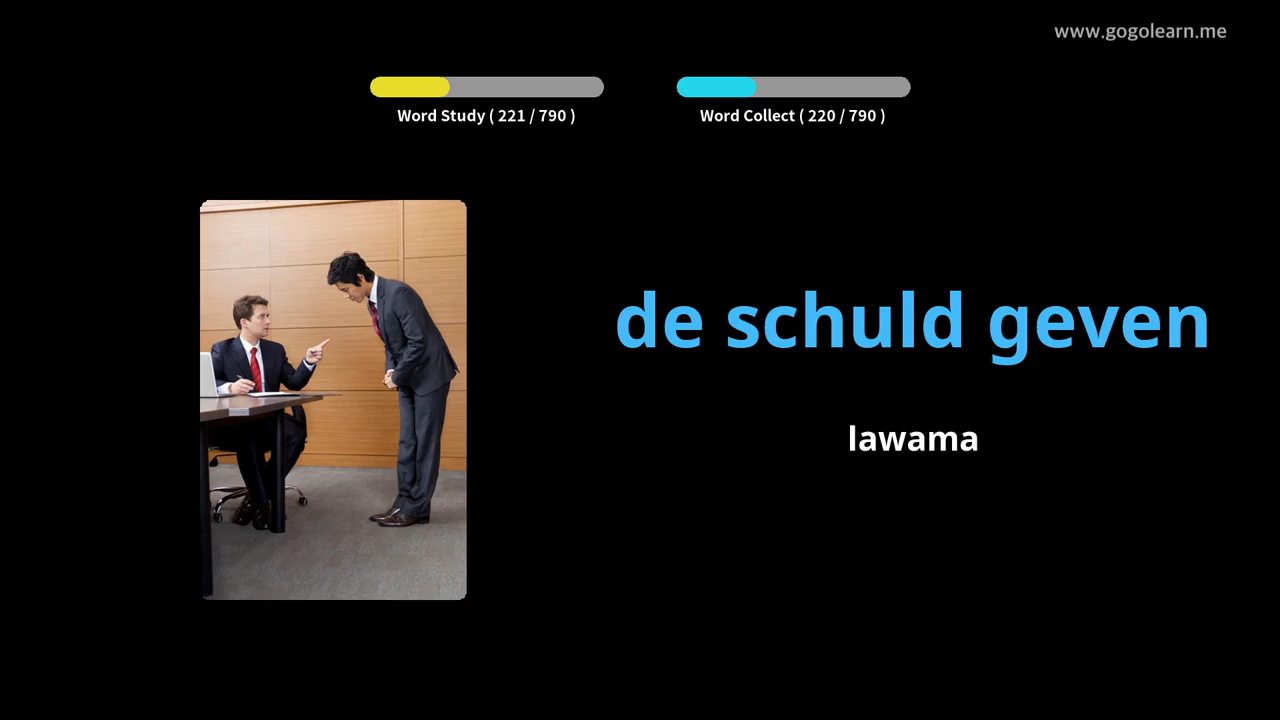 www.gogolearn.me
Word Study ( 221 / 790 )
Word Collect ( 220 / 790 )
de schuld geven
lawama